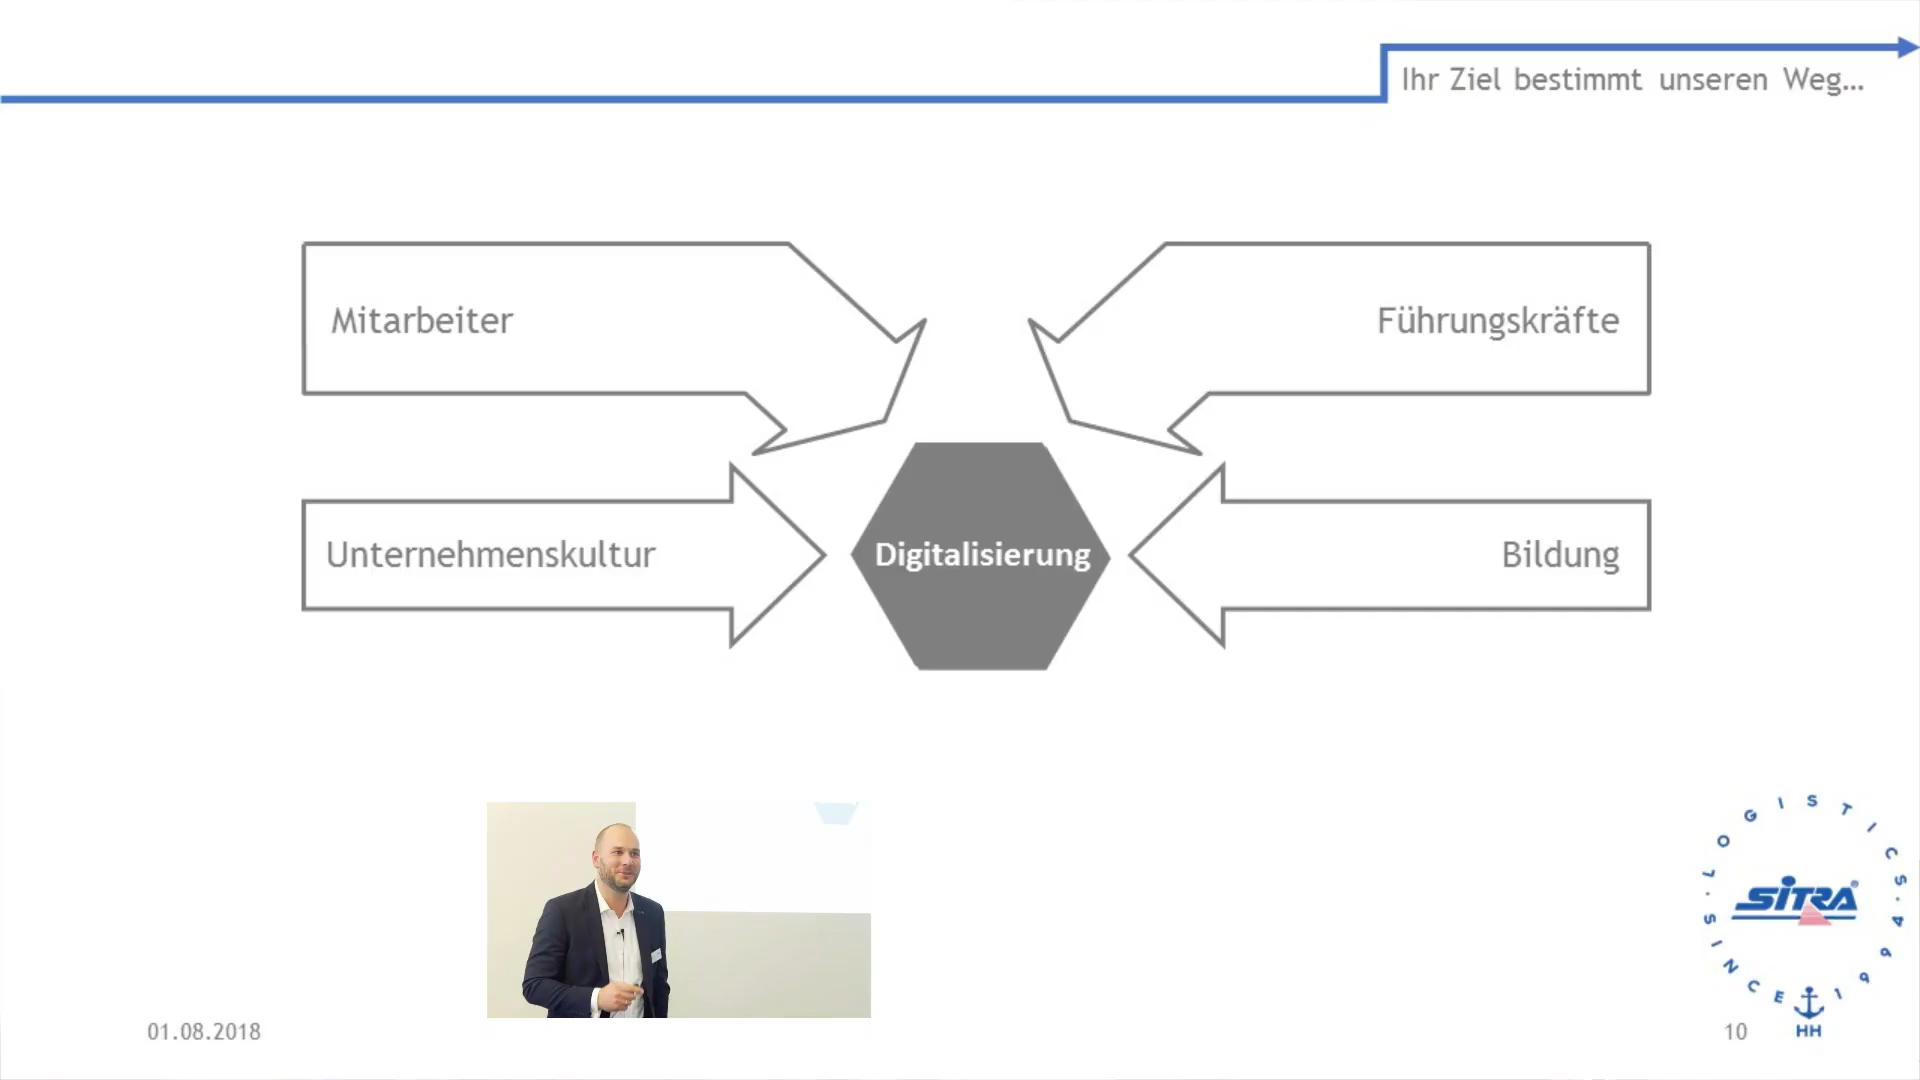 Ihr Ziel bestimmt unseren Weg...
Mitarbeiter
Führungskräfte
Unternehmenskultur
Digitalisierung
Bildung
LOGISTICS · SINCE 1994 ·
SITRA®
HH
01.08.2018
10